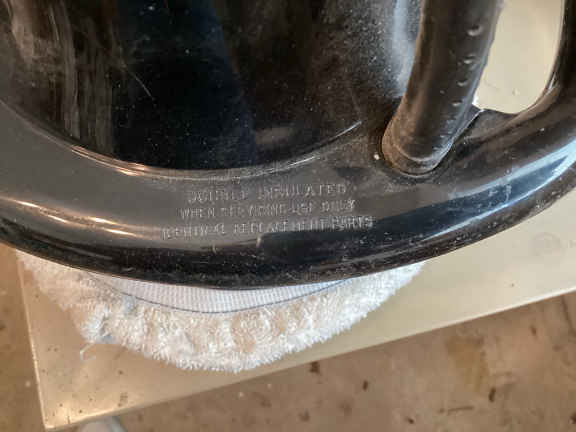 DOUBLE INSULATED
WHEN SERVICING USE ONLY
IDENTICAL REPLACEMENT PARTS